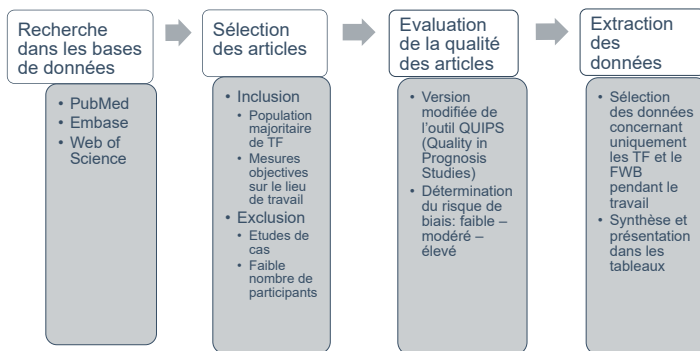 Recherche
dans les bases
de données
• PubMed
• Embase
• Web of
Science
Sélection
des articles
• Inclusion
• Population
majoritaire
de TF
• Mesures
objectives
sur le lieu
de travail
• Exclusion
• Etudes de
cas
• Faible
nombre de
participants
Evaluation
de la qualité
des articles
• Version
modifiée de
l'outil QUIPS
(Quality in
Prognosis
Studies)
• Détermination
du risque de
biais: faible –
modéré –
élevé
Extraction
des
données
• Sélection
des données
concernant
uniquement
les TF et le
FWB
pendant le
travail
• Synthèse et
présentation
dans les
tableaux